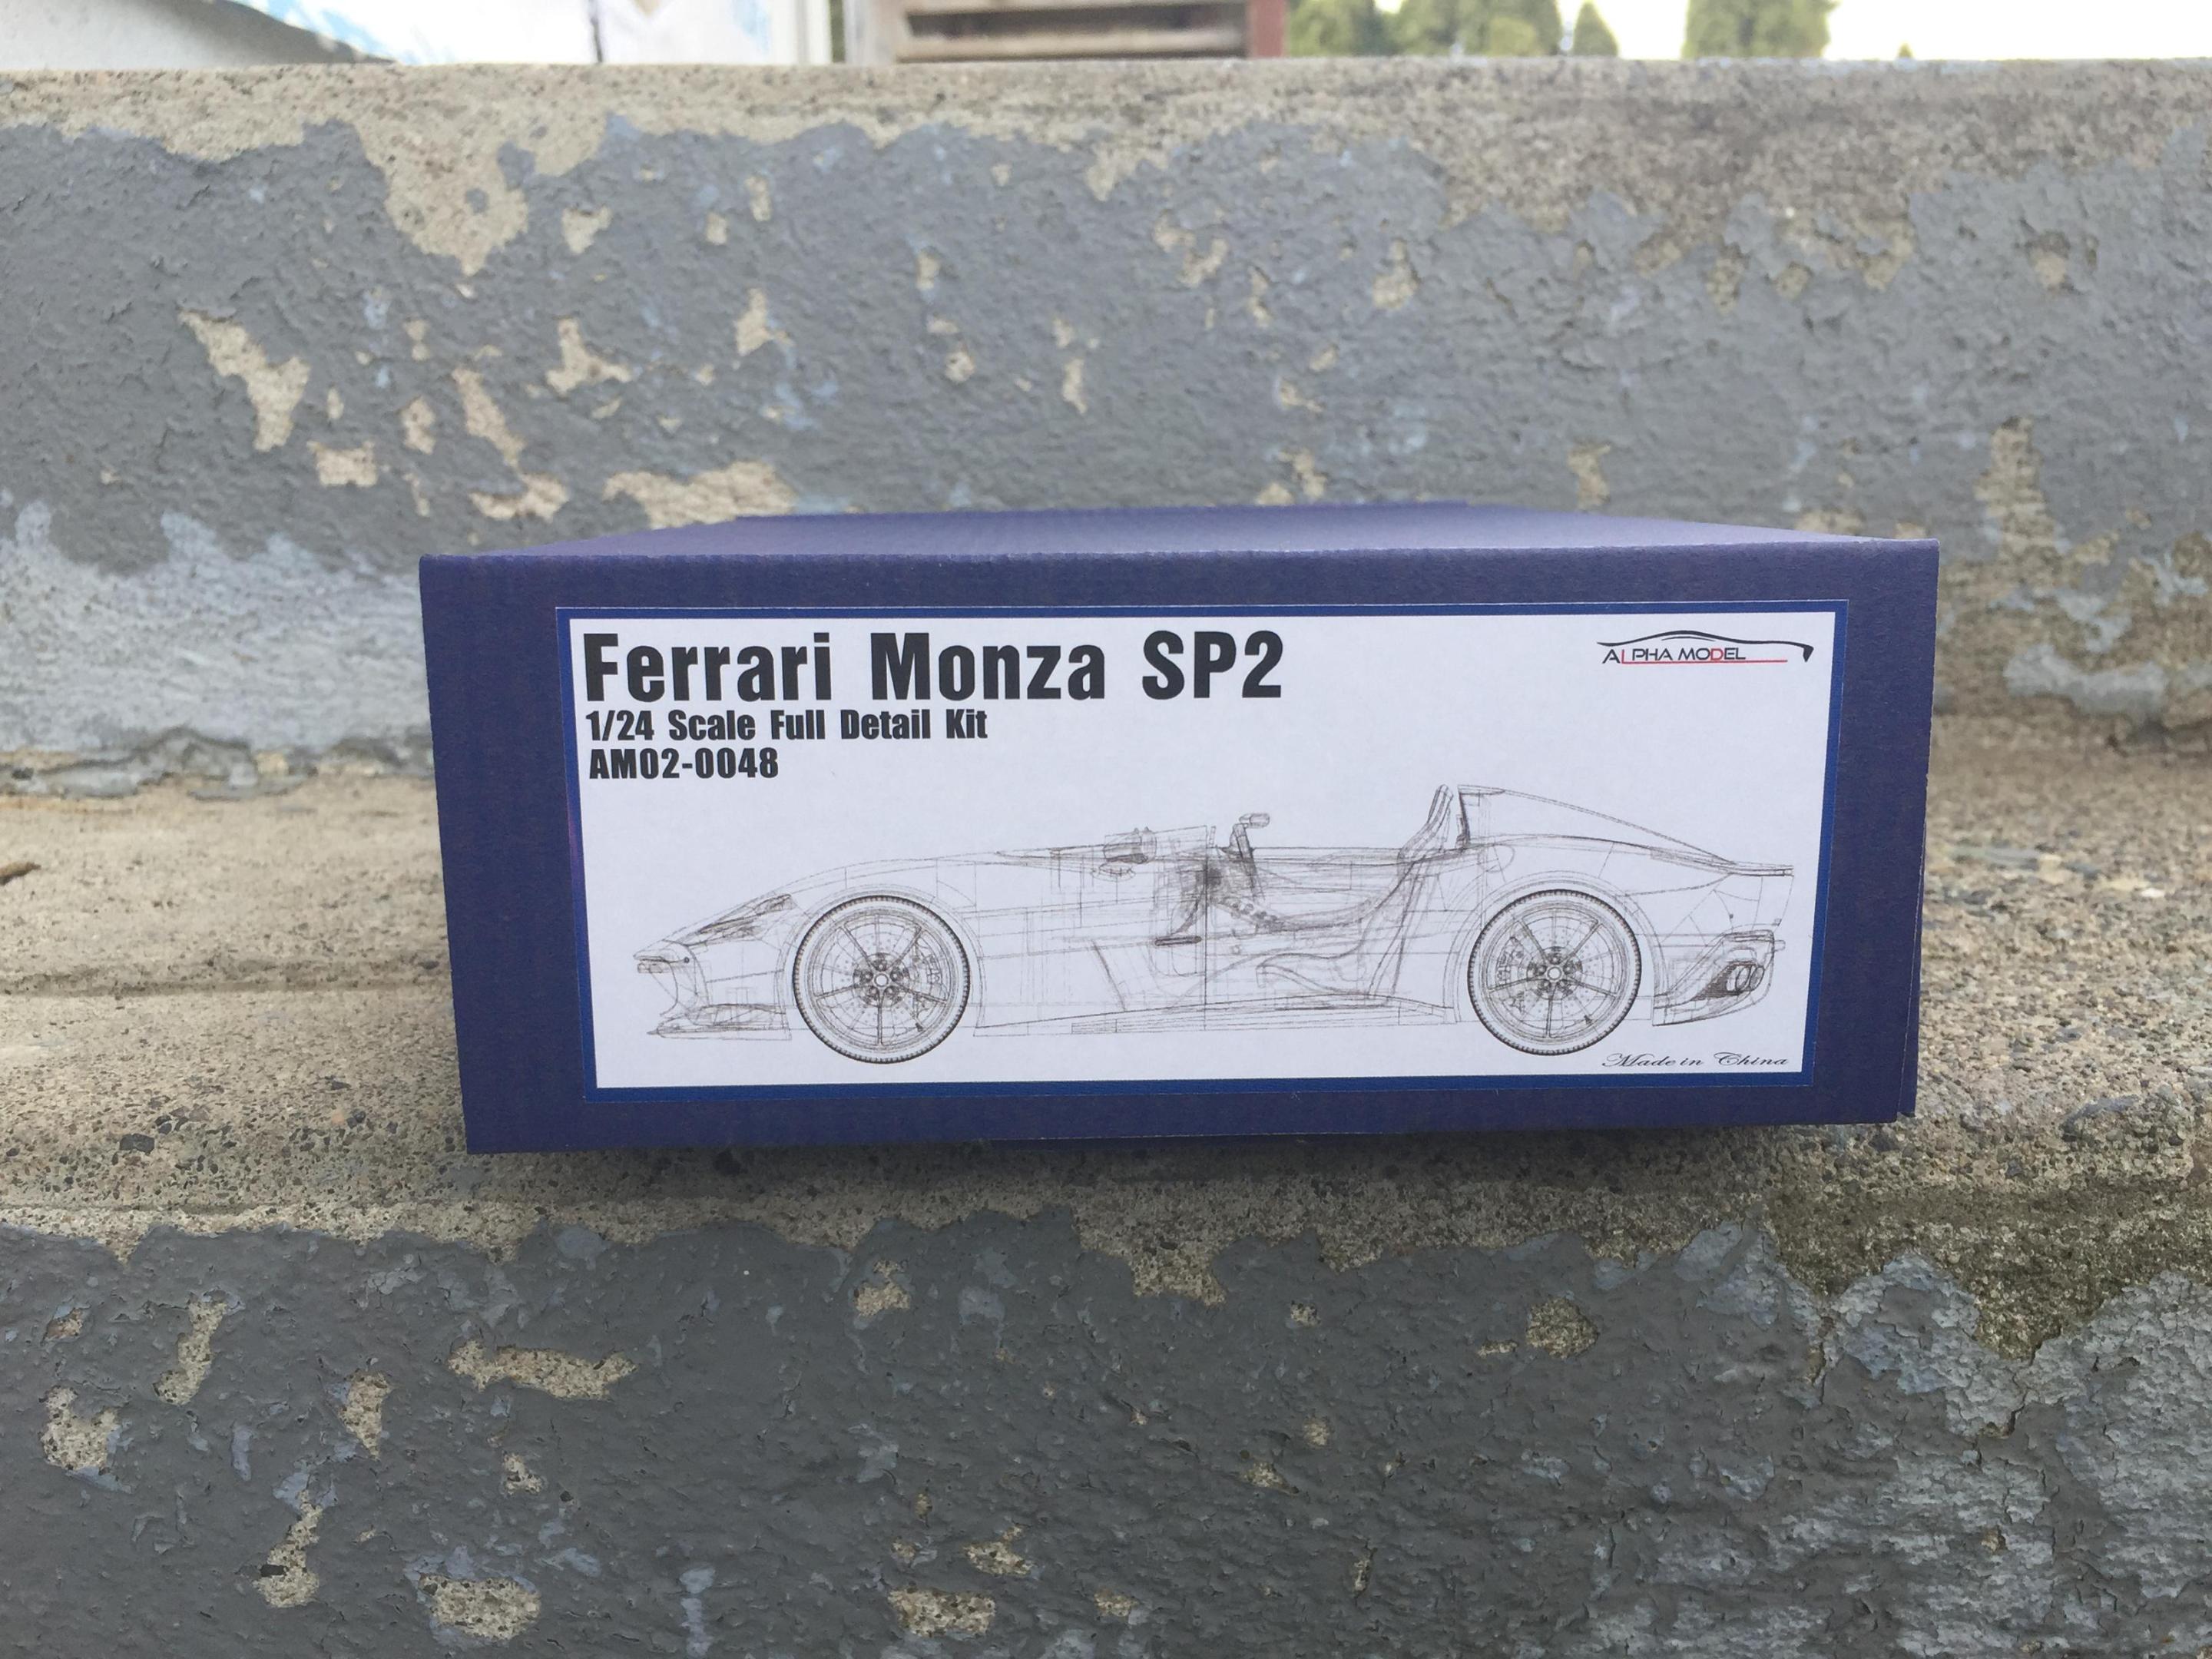 Ferrari Monza SP2
1/24 Scale Full Detail Kit
AM02-0048
ALPHA MODEL
Made in China